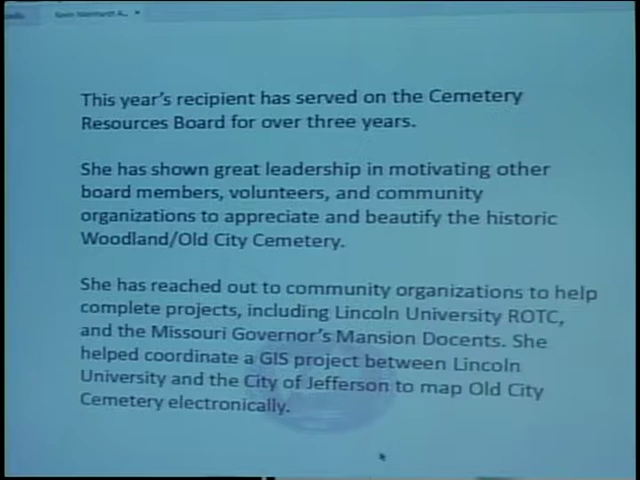 This year's recipient has served on the Cemetery
Resources Board for over three years.
She has shown great leadership in motivating other
board members, volunteers, and community
organizations to appreciate and beautify the historic
Woodland/Old City Cemetery.
She has reached out to community organizations to help
complete projects, including Lincoln University ROTC,
and the Missouri Governor's Mansion Docents. She
helped coordinate a GIS project between Lincoln
University and the City of Jefferson to map Old City
Cemetery electronically.